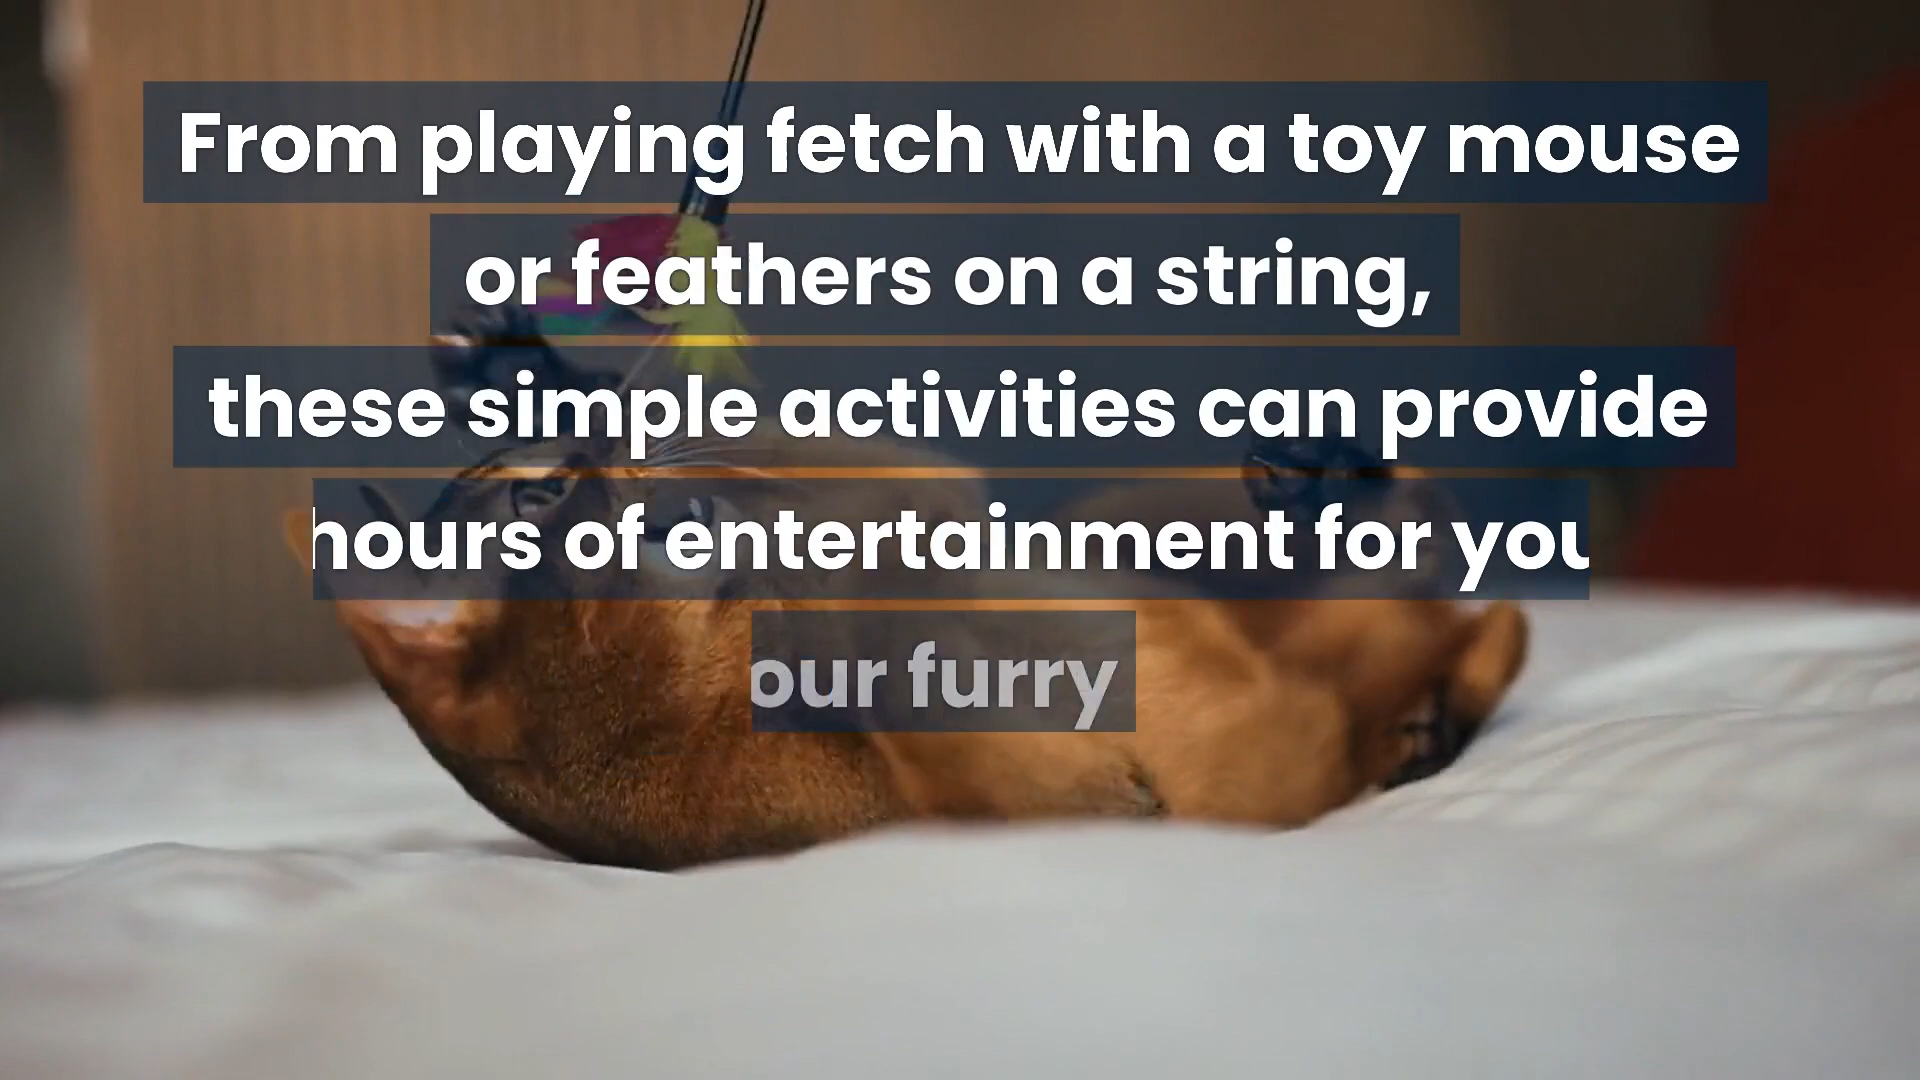 From playing fetch with a toy mouse
or feathers on a string,
these simple activities can provide
hours of entertainment for you
our furry